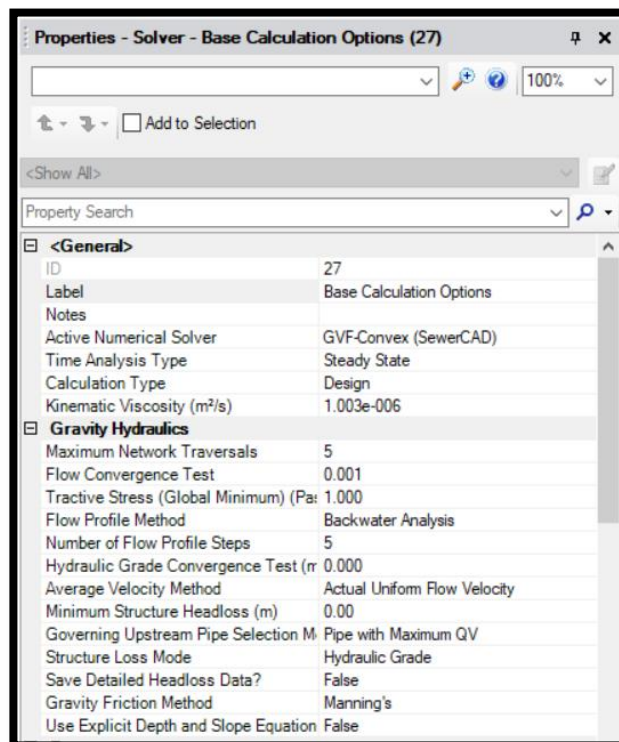 Properties - Solver - Base Calculation Options (27)
100%
Add to Selection
<Show All>
Property Search
<General>
ID 27
Label Base Calculation Options
Notes
Active Numerical Solver GVF-Convex (SewerCAD)
Time Analysis Type Steady State
Calculation Type Design
Kinematic Viscosity (m²/s) 1.003e-006
Gravity Hydraulics
Maximum Network Traversals 5
Flow Convergence Test 0.001
Tractive Stress (Global Minimum) (Pas 1.000
Flow Profile Method Backwater Analysis
Number of Flow Profile Steps 5
Hydraulic Grade Convergence Test (m 0.000
Average Velocity Method Actual Uniform Flow Velocity
Minimum Structure Headloss (m) 0.00
Governing Upstream Pipe Selection M Pipe with Maximum QV
Structure Loss Mode Hydraulic Grade
Save Detailed Headloss Data? False
Gravity Friction Method Manning's
Use Explicit Depth and Slope Equation False